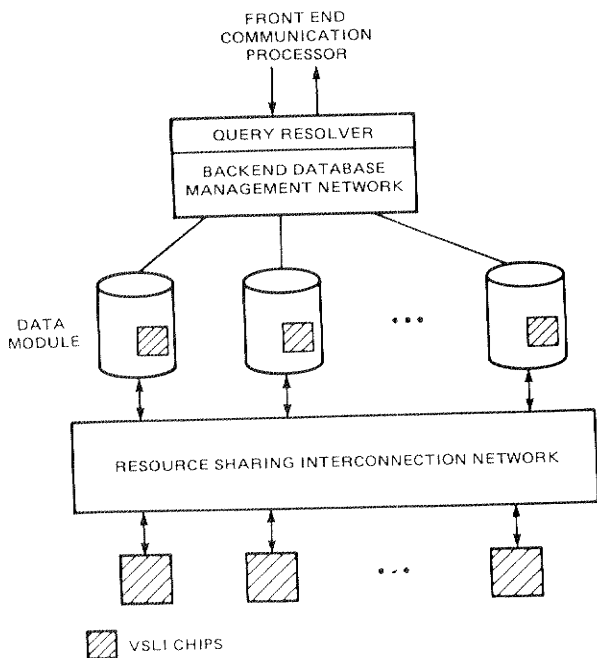 FRONT END
COMMUNICATION
PROCESSOR
QUERY RESOLVER
BACKEND DATABASE
MANAGEMENT NETWORK
DATA
MODULE
RESOURCE SHARING INTERCONNECTION NETWORK
VSLI CHIPS